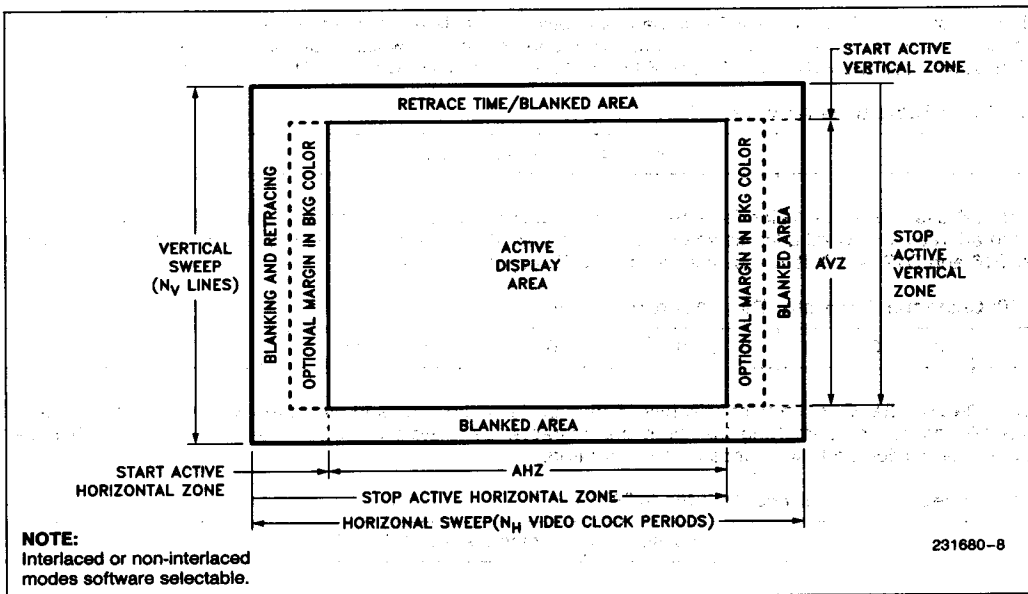 START ACTIVE
VERTICAL ZONE
RETRACE TIME/BLANKED AREA
BLANKING AND RETRACING
OPTIONAL MARGIN IN BKG COLOR
OPTIONAL MARGIN IN BKG COLOR
BLANKED AREA
VERTICAL
SWEEP
(NV LINES)
ACTIVE
DISPLAY
AREA
AVZ
STOP
ACTIVE
VERTICAL
ZONE
BLANKED AREA
START ACTIVE
HORIZONTAL ZONE
AHZ
STOP ACTIVE HORIZONTAL ZONE
HORIZONAL SWEEP(NH VIDEO CLOCK PERIODS)
NOTE:
Interlaced or non-interlaced
modes software selectable.
231680-8